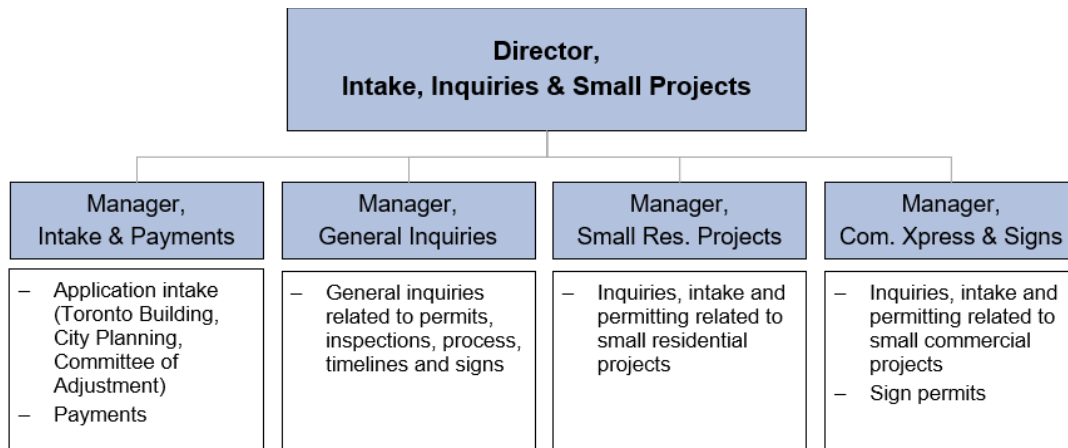 Director,
Intake, Inquiries & Small Projects
Manager,
Intake & Payments
– Application intake
(Toronto Building,
City Planning,
Committee of
Adjustment)
– Payments
Manager,
General Inquiries
– General inquiries
related to permits,
inspections, process,
timelines and signs
Manager,
Small Res. Projects
– Inquiries, intake and
permitting related to
small residential
projects
Manager,
Com. Xpress & Signs
– Inquiries, intake and
permitting related to
small commercial
projects
– Sign permits